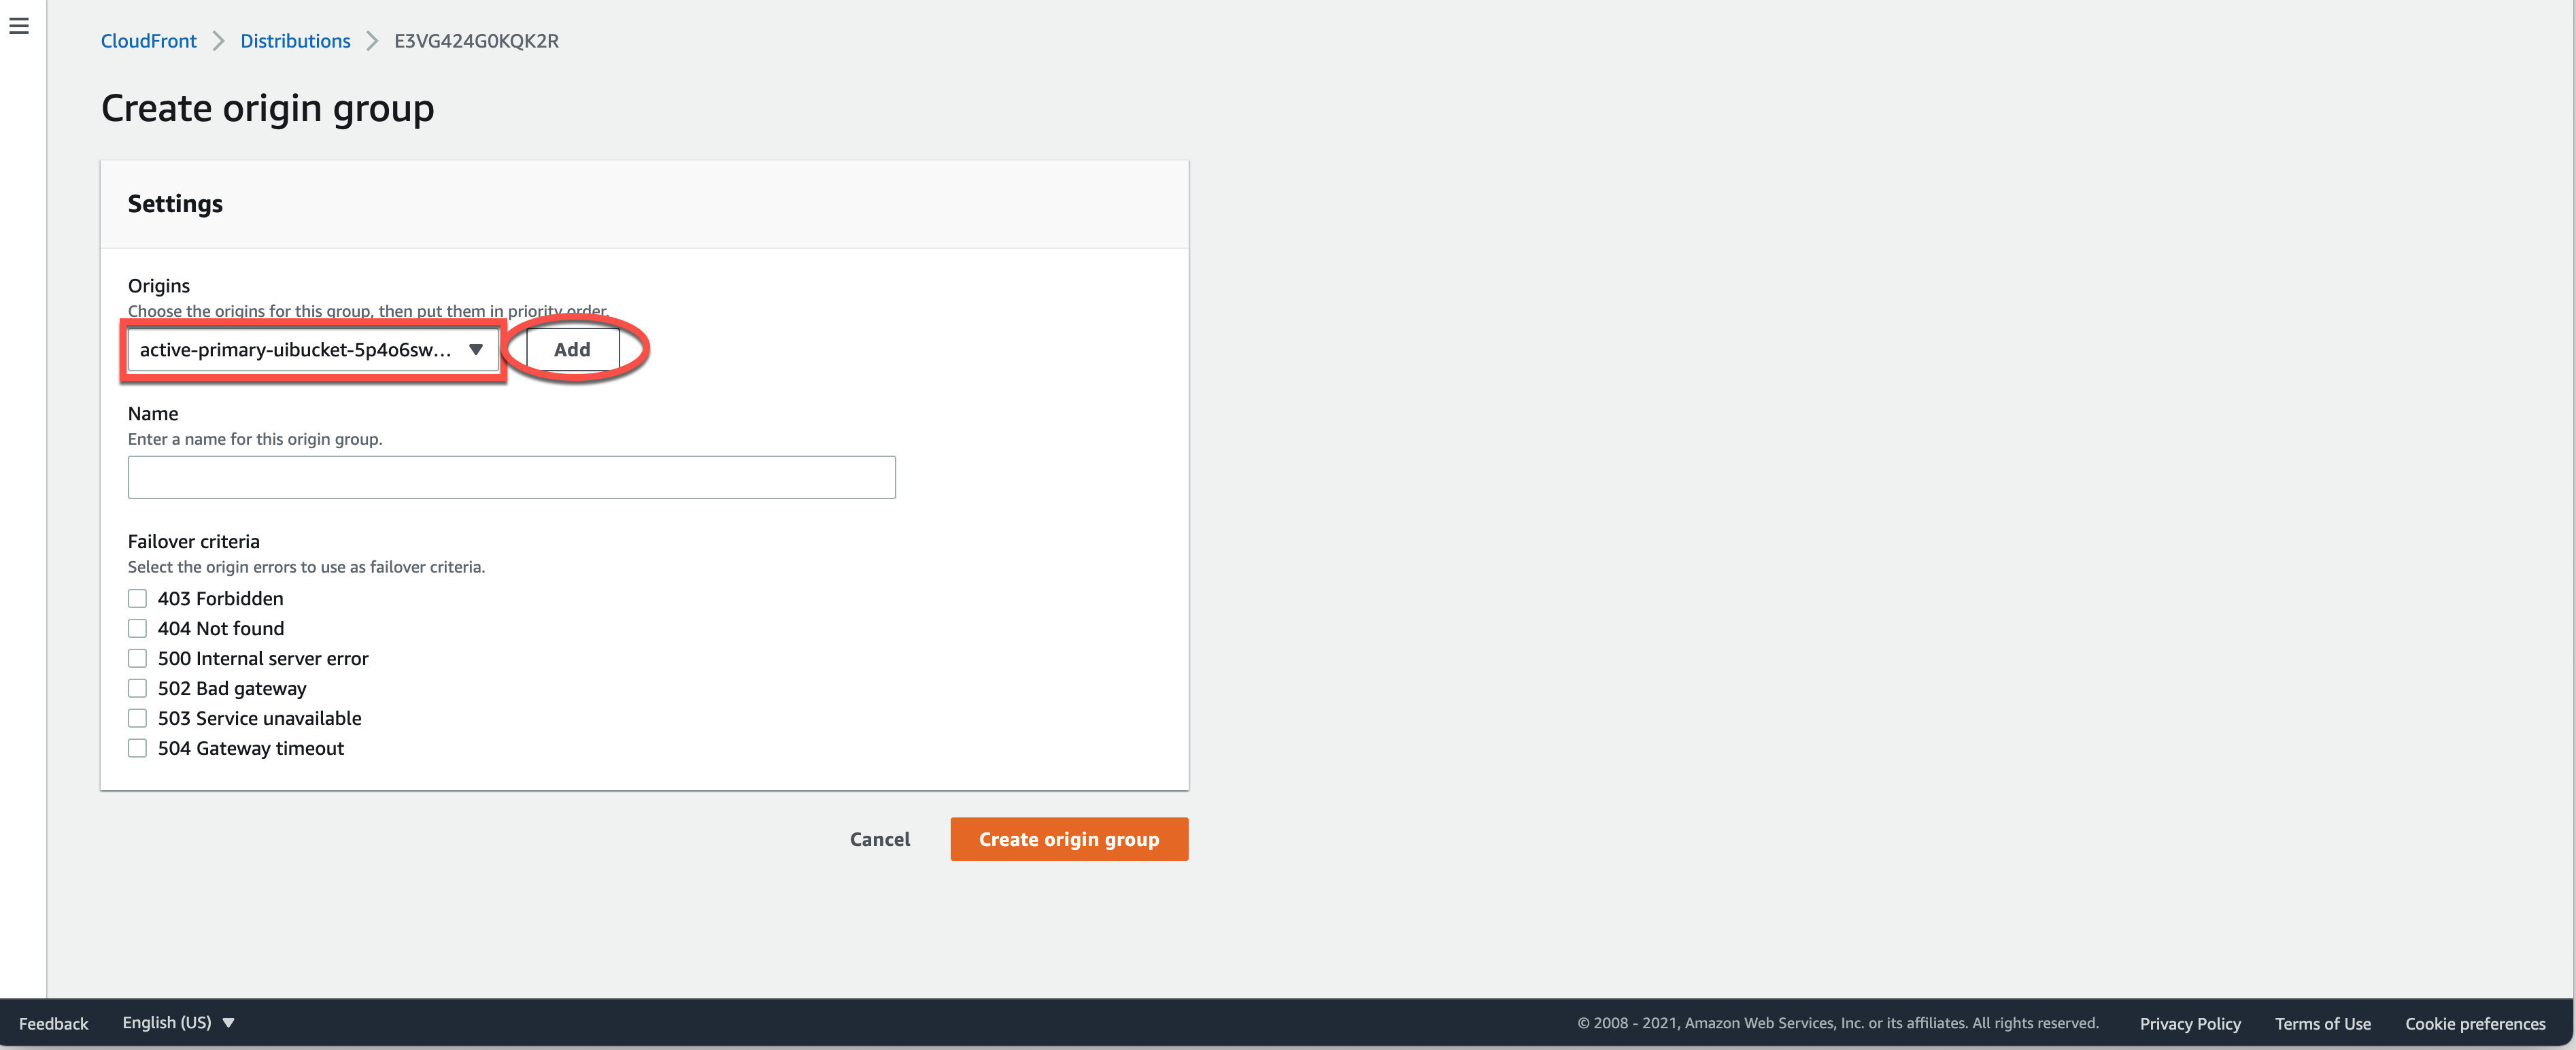 CloudFront > Distributions > E3VG424G0KQK2R
Create origin group
Settings
Origins
Choose the origins for this group, then put them in priority order.
active-primary-uibucket-5p4o6sw... Add
Name
Enter a name for this origin group.
Failover criteria
Select the origin errors to use as failover criteria.
403 Forbidden
404 Not found
500 Internal server error
502 Bad gateway
503 Service unavailable
504 Gateway timeout
Cancel Create origin group
Feedback English (US) © 2008 - 2021, Amazon Web Services, Inc. or its affiliates. All rights reserved. Privacy Policy Terms of Use Cookie preferences